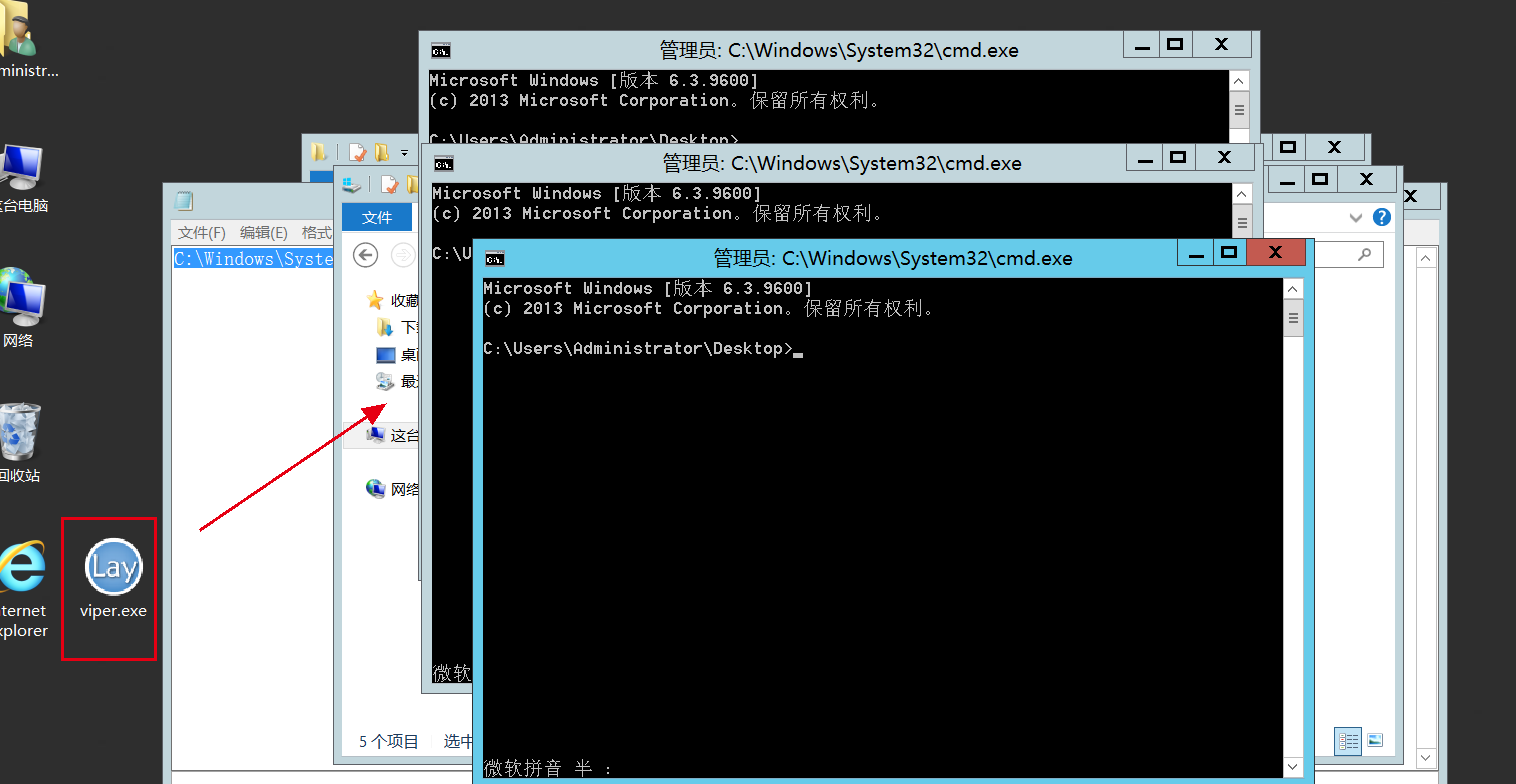 ministr...
这台电脑
网络
回收站
nternet
xplorer
Lay
viper.exe
文件(F) 编辑(E) 格式
C:\Windows\Syste
文件
收藏
下载
桌面
最近
这台
网络
5 个项目 选中
管理员: C:\Windows\System32\cmd.exe
Microsoft Windows [版本 6.3.9600]
(c) 2013 Microsoft Corporation。保留所有权利。
C:\Users\Administrator\Desktop>
管理员: C:\Windows\System32\cmd.exe
Microsoft Windows [版本 6.3.9600]
(c) 2013 Microsoft Corporation。保留所有权利。
C:\U
微软
管理员: C:\Windows\System32\cmd.exe
Microsoft Windows [版本 6.3.9600]
(c) 2013 Microsoft Corporation。保留所有权利。
C:\Users\Administrator\Desktop>
微软拼音 半 :